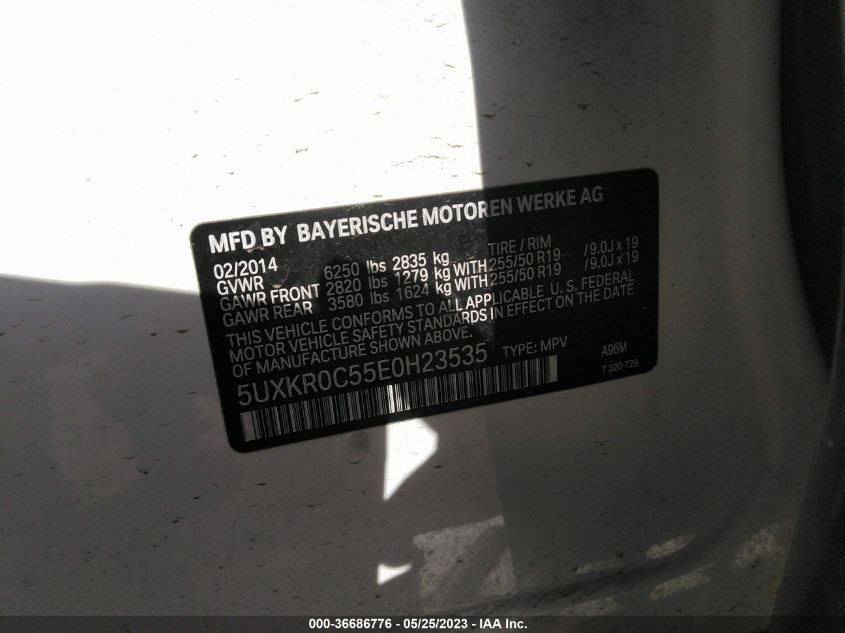 MFD BY BAYERISCHE MOTOREN WERKE AG
02/2014 TIRE / RIM
GVWR 6250 lbs 2835 kg
GAWR FRONT 2820 lbs 1279 kg WITH 255/50 R19 / 9.0J x 19
GAWR REAR 3580 lbs 1624 kg WITH 255/50 R19 / 9.0J x 19
THIS VEHICLE CONFORMS TO ALL APPLICABLE U. S. FEDERAL
MOTOR VEHICLE SAFETY STANDARDS IN EFFECT ON THE DATE
OF MANUFACTURE SHOWN ABOVE.
5UXKR0C55E0H23535 TYPE: MPV A96M
7 320 729
000-36686776 - 05/25/2023 - IAA Inc.